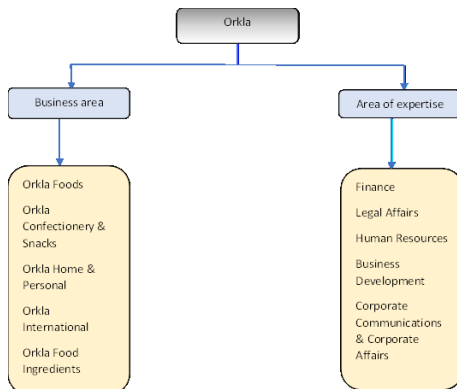 Orkla
Business area
Area of expertise
Orkla Foods
Orkla
Confectionery &
Snacks
Orkla Home &
Personal
Orkla
International
Orkla Food
Ingredients
Finance
Legal Affairs
Human Resources
Business
Development
Corporate
Communications
& Corporate
Affairs